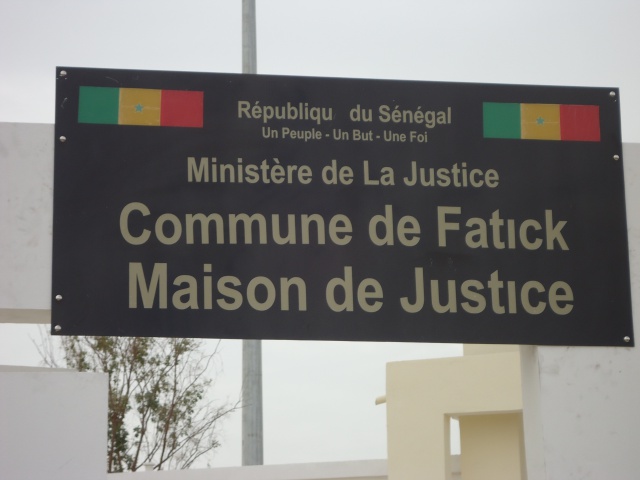 Républiqu du Sénégal
Un Peuple - Un But - Une Foi
Ministère de La Justice
Commune de Fatıck
Maison de Justıce